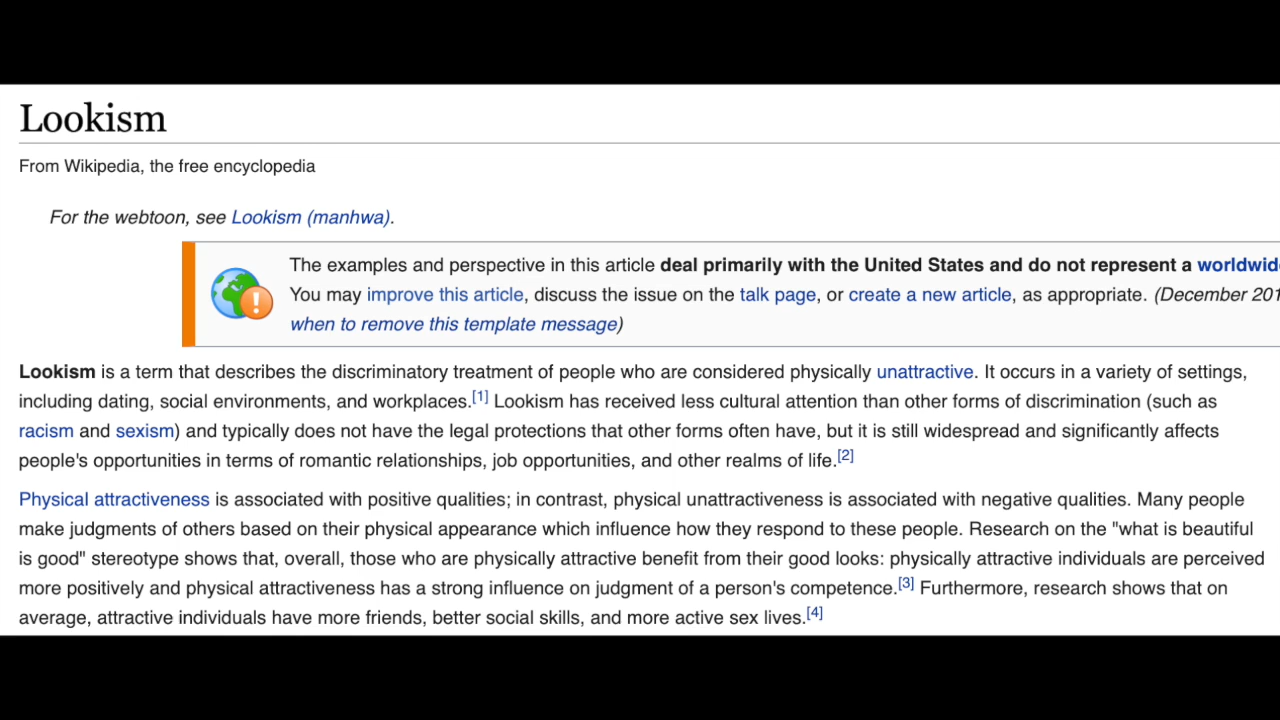 Lookism
From Wikipedia, the free encyclopedia
For the webtoon, see Lookism (manhwa).
The examples and perspective in this article deal primarily with the United States and do not represent a
You may improve this article, discuss the issue on the talk page, or create a new article, as appropriate. (December
when to remove this template message)
Lookism is a term that describes the discriminatory treatment of people who are considered physically unattractive. It occurs in a variety of settings,
including dating, social environments, and workplaces.[1] Lookism has received less cultural attention than other forms of discrimination (such as
racism and sexism) and typically does not have the legal protections that other forms often have, but it is still widespread and significantly affects
people's opportunities in terms of romantic relationships, job opportunities, and other realms of life.[2]
Physical attractiveness is associated with positive qualities; in contrast, physical unattractiveness is associated with negative qualities. Many people
make judgments of others based on their physical appearance which influence how they respond to these people. Research on the "what is beautiful
is good" stereotype shows that, overall, those who are physically attractive benefit from their good looks: physically attractive individuals are perceived
more positively and physical attractiveness has a strong influence on judgment of a person's competence.[3] Furthermore, research shows that on
average, attractive individuals have more friends, better social skills, and more active sex lives.[4]